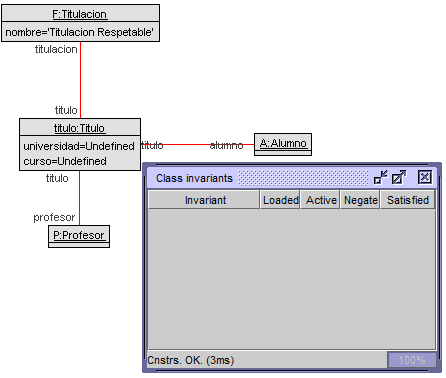 F:Titulacion
nombre='Titulacion Respetable'
titulacion
titulo
titulo:Titulo
universidad=Undefined
curso=Undefined
titulo
alumno
A:Alumno
titulo
profesor
P:Profesor
Class invariants
Invariant Loaded Active Negate Satisfied
Cnstrs. OK. (3ms) 100%